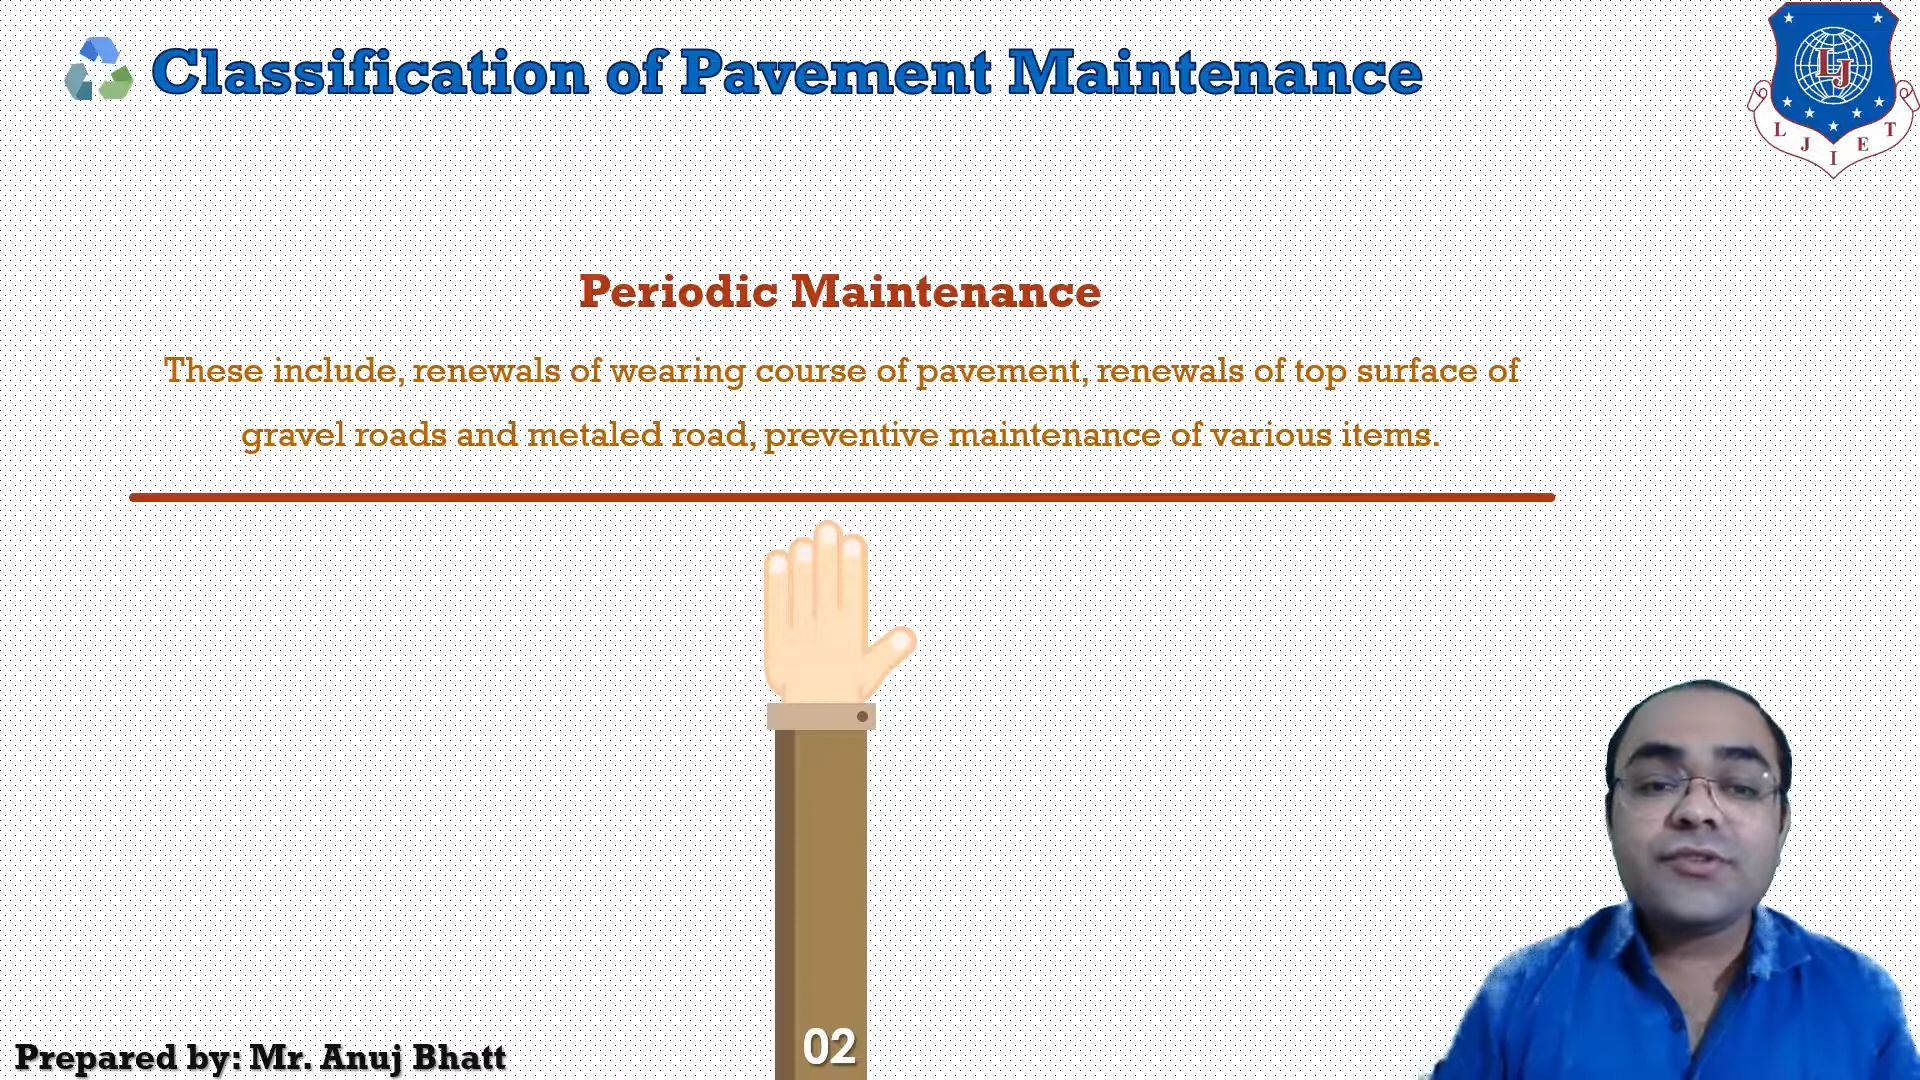 Classification of Pavement Maintenance
LJ
L J I E T
Periodic Maintenance
These include, renewals of wearing course of pavement, renewals of top surface of
gravel roads and metaled road, preventive maintenance of various items.
02
Prepared by: Mr. Anuj Bhatt